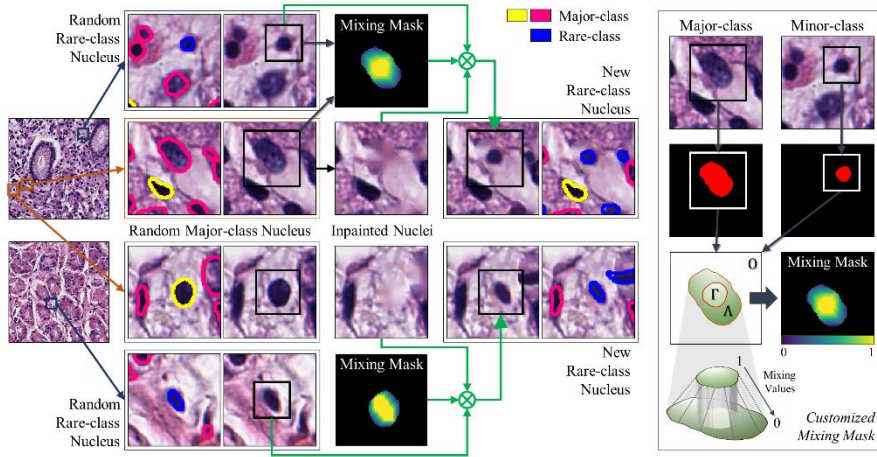 Random
Rare-class
Nucleus
Mixing Mask
Major-class
Rare-class
New
Rare-class
Nucleus
Random Major-class Nucleus
Inpainted Nuclei
Mixing Mask
New
Rare-class
Nucleus
Random
Rare-class
Nucleus
Major-class
Minor-class
O
Γ
Λ
Mixing Mask
0
1
1
Mixing
Values
0
Customized
Mixing Mask